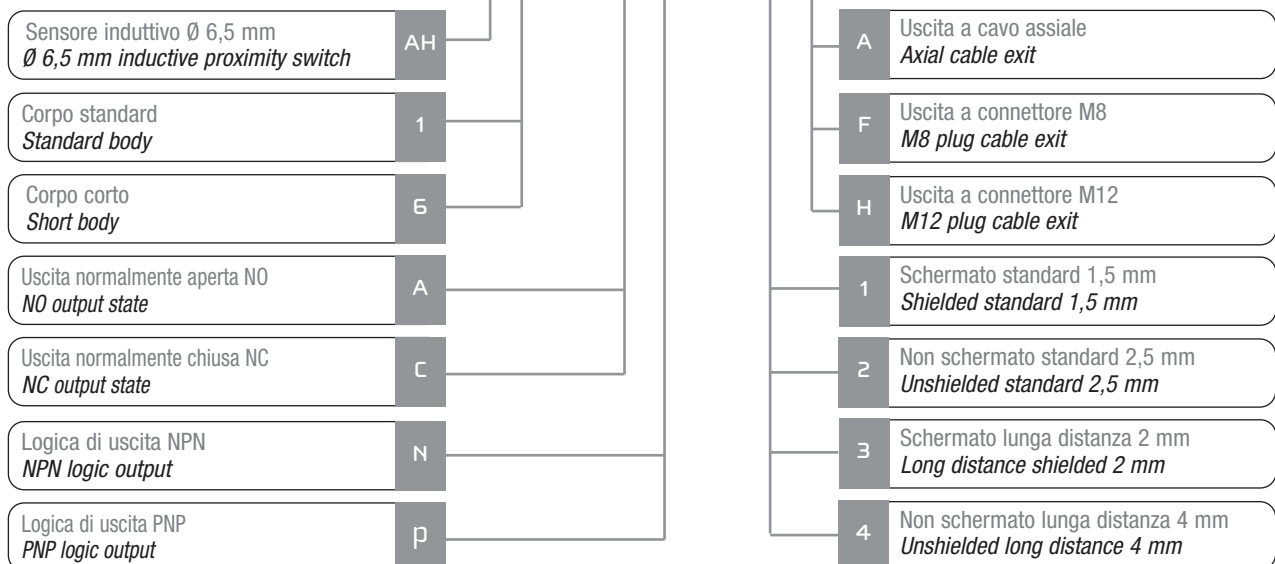 Sensore induttivo Ø 6,5 mm
Ø 6,5 mm inductive proximity switch
AH
Corpo standard
Standard body
1
Corpo corto
Short body
6
Uscita normalmente aperta NO
NO output state
A
Uscita normalmente chiusa NC
NC output state
C
Logica di uscita NPN
NPN logic output
N
Logica di uscita PNP
PNP logic output
P
A
Uscita a cavo assiale
Axial cable exit
F
Uscita a connettore M8
M8 plug cable exit
H
Uscita a connettore M12
M12 plug cable exit
1
Schermato standard 1,5 mm
Shielded standard 1,5 mm
2
Non schermato standard 2,5 mm
Unshielded standard 2,5 mm
3
Schermato lunga distanza 2 mm
Long distance shielded 2 mm
4
Non schermato lunga distanza 4 mm
Unshielded long distance 4 mm